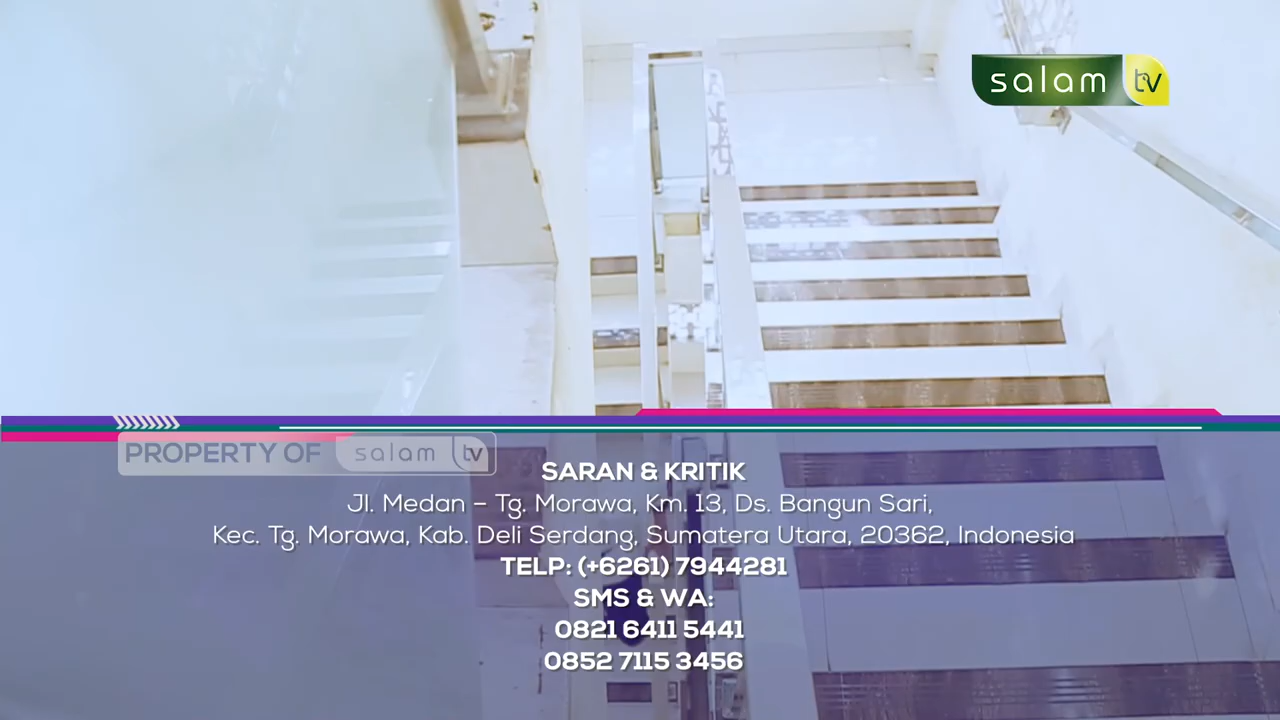 salam tv
PROPERTY OF salam tv
SARAN & KRITIK
Jl. Medan – Tg. Morawa, Km. 13, Ds. Bangun Sari,
Kec. Tg. Morawa, Kab. Deli Serdang, Sumatera Utara, 20362, Indonesia
TELP: (+6261) 7944281
SMS & WA:
0821 6411 5441
0852 7115 3456